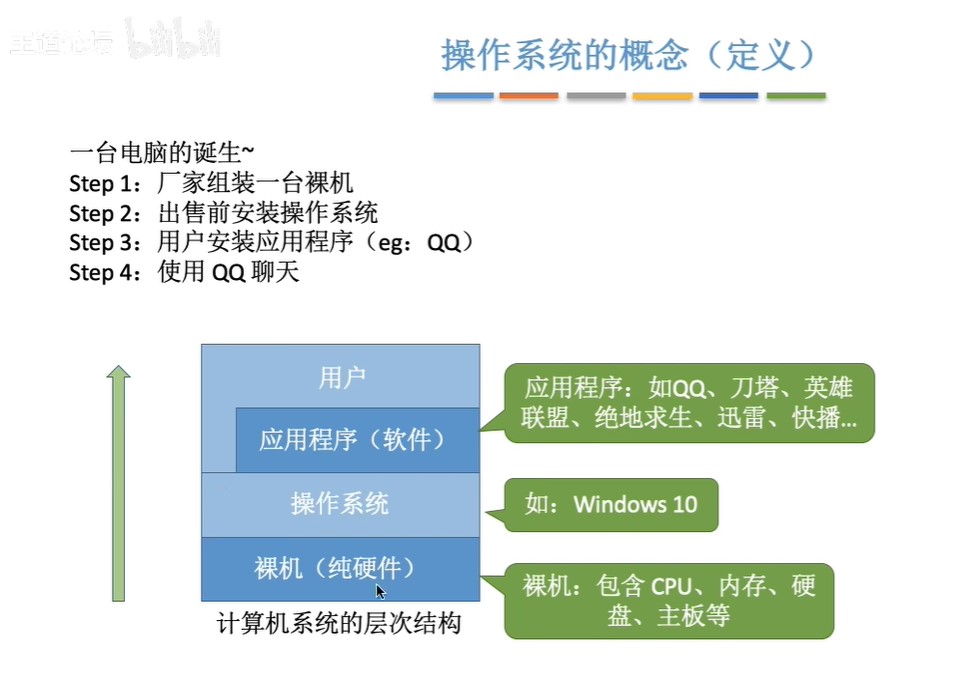 王道论坛 bilibili
操作系统的概念（定义）
一台电脑的诞生~
Step 1：厂家组装一台裸机
Step 2：出售前安装操作系统
Step 3：用户安装应用程序（eg：QQ）
Step 4：使用 QQ 聊天
用户
应用程序（软件）
操作系统
裸机（纯硬件）
计算机系统的层次结构
应用程序：如QQ、刀塔、英雄
联盟、绝地求生、迅雷、快播...
如：Windows 10
裸机：包含 CPU、内存、硬
盘、主板等